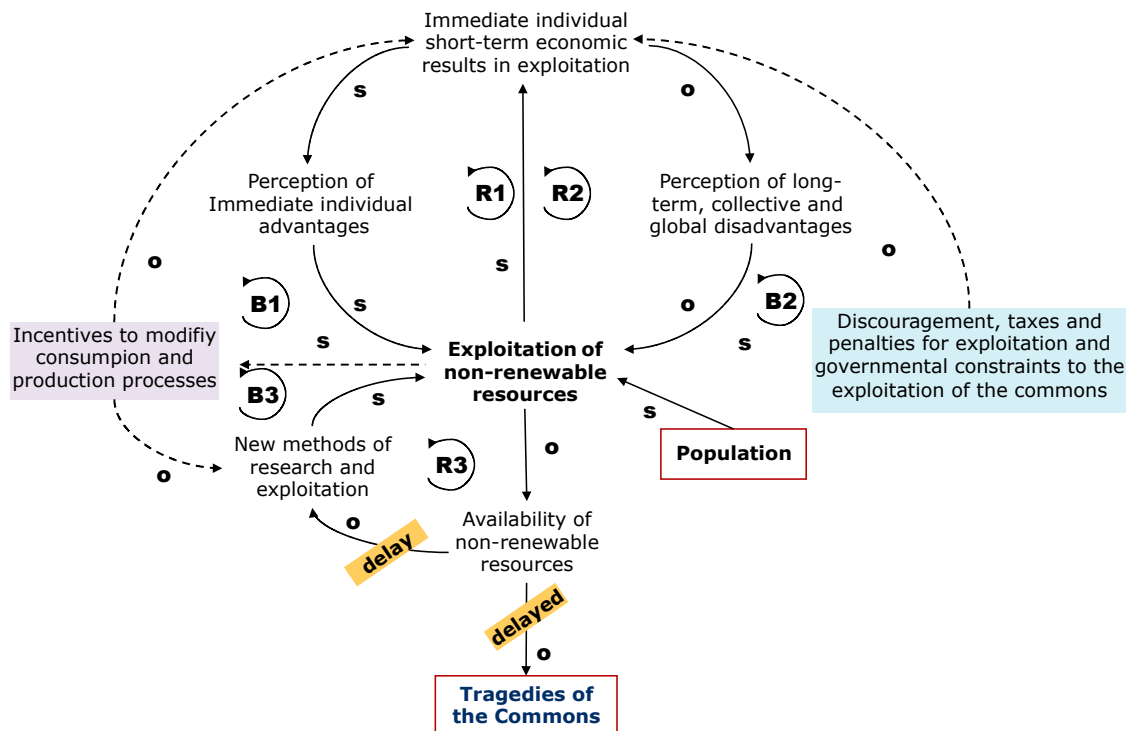 Immediate individual
short-term economic
results in exploitation
s
o
Perception of
Immediate individual
advantages
R1
R2
Perception of long-
term, collective and
global disadvantages
o
s
o
B1
s
o
B2
s
s
Incentives to modifiy
consumpion and
production processes
Exploitation of
non-renewable
resources
Discouragement, taxes and
penalties for exploitation and
governmental constraints to the
exploitation of the commons
B3
s
s
New methods of
research and
exploitation
o
R3
o
Population
o
delay
Availability of
non-renewable
resources
delayed
o
Tragedies of
the Commons